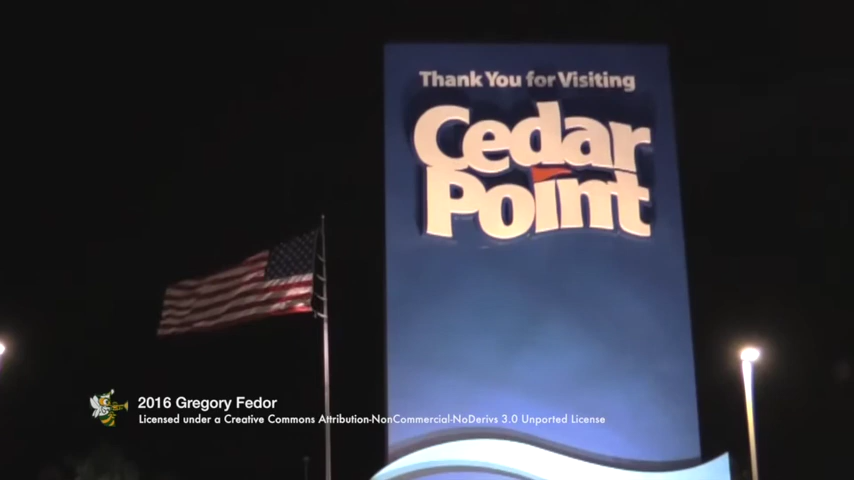 Thank You for Visiting
Cedar
Point
2016 Gregory Fedor
Licensed under a Creative Commons Attribution-NonCommercial-NoDerivs 3.0 Unported License